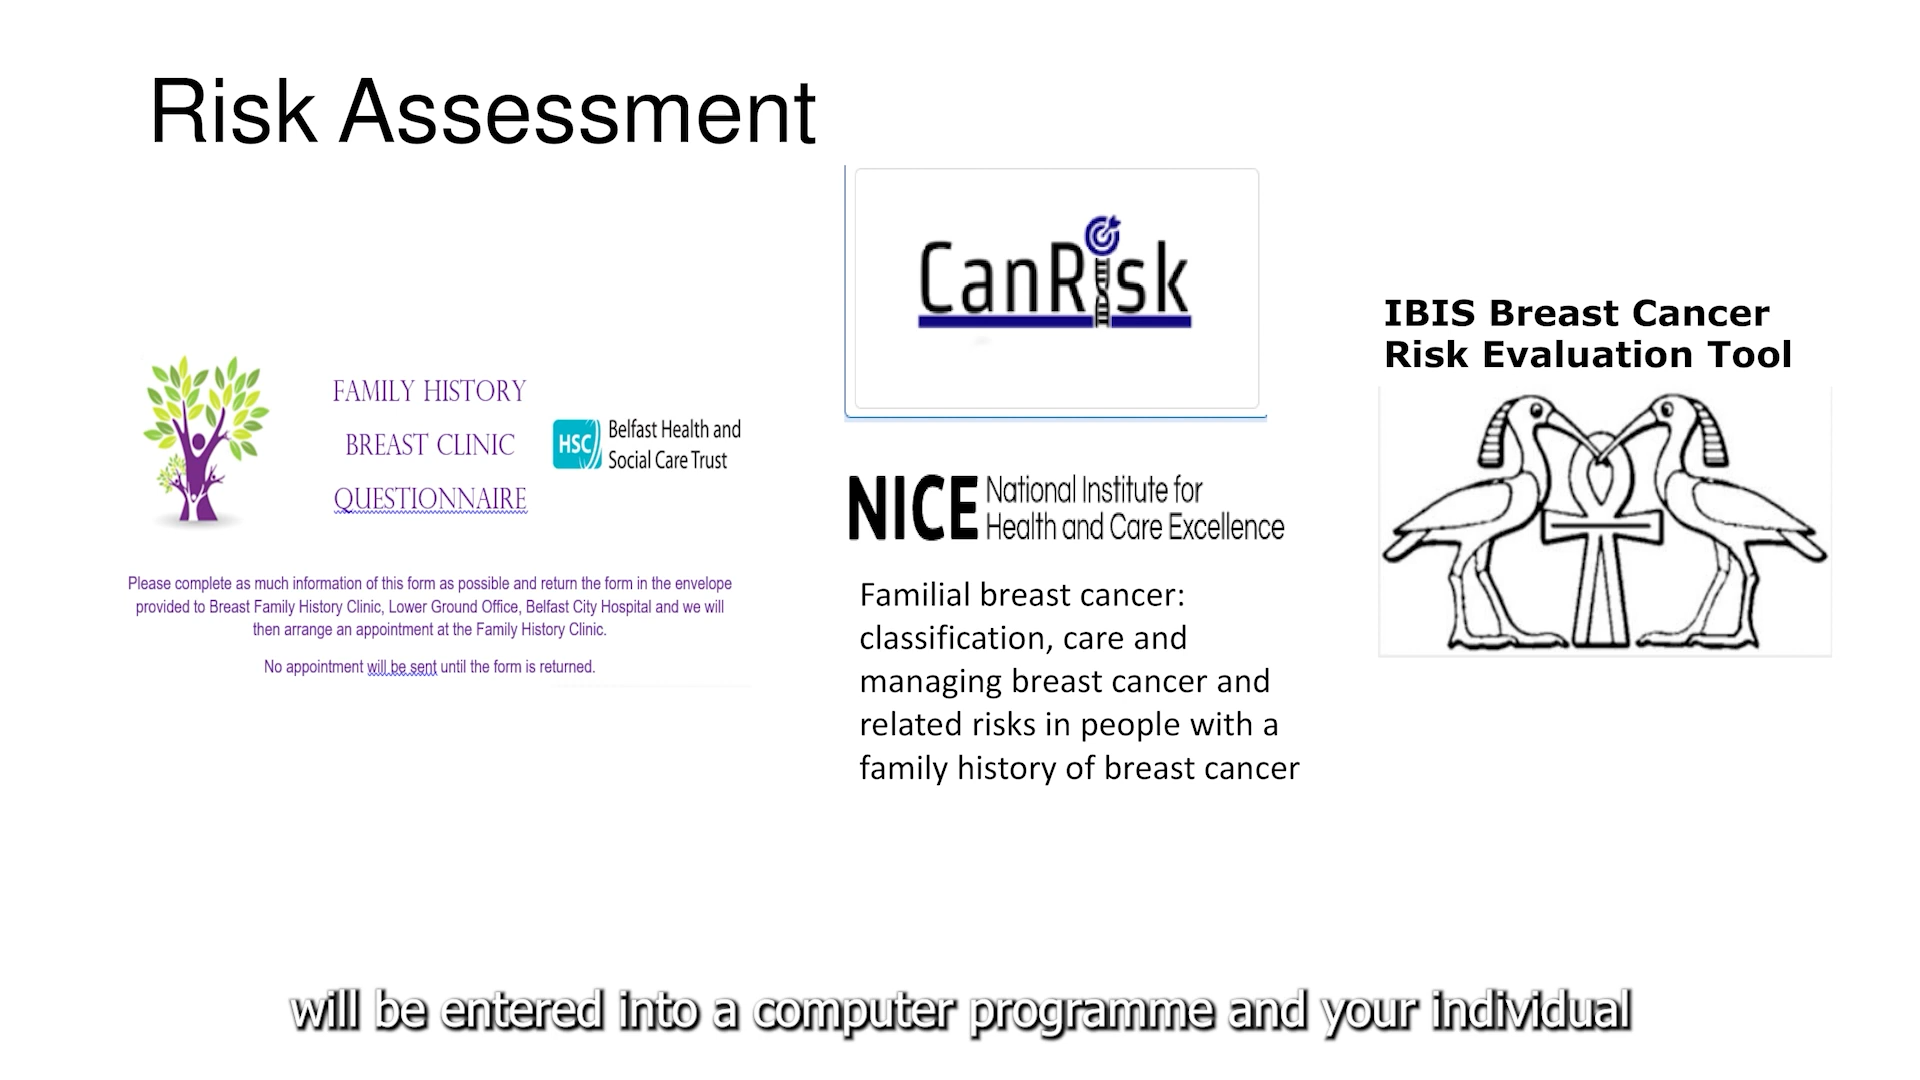 Risk Assessment
FAMILY HISTORY
BREAST CLINIC
QUESTIONNAIRE
HSC
Belfast Health and
Social Care Trust
Please complete as much information of this form as possible and return the form in the envelope
provided to Breast Family History Clinic, Lower Ground Office, Belfast City Hospital and we will
then arrange an appointment at the Family History Clinic.
No appointment will be sent until the form is returned.
CanRisk
NICE National Institute for
Health and Care Excellence
Familial breast cancer:
classification, care and
managing breast cancer and
related risks in people with a
family history of breast cancer
IBIS Breast Cancer
Risk Evaluation Tool
will be entered into a computer programme and your individual